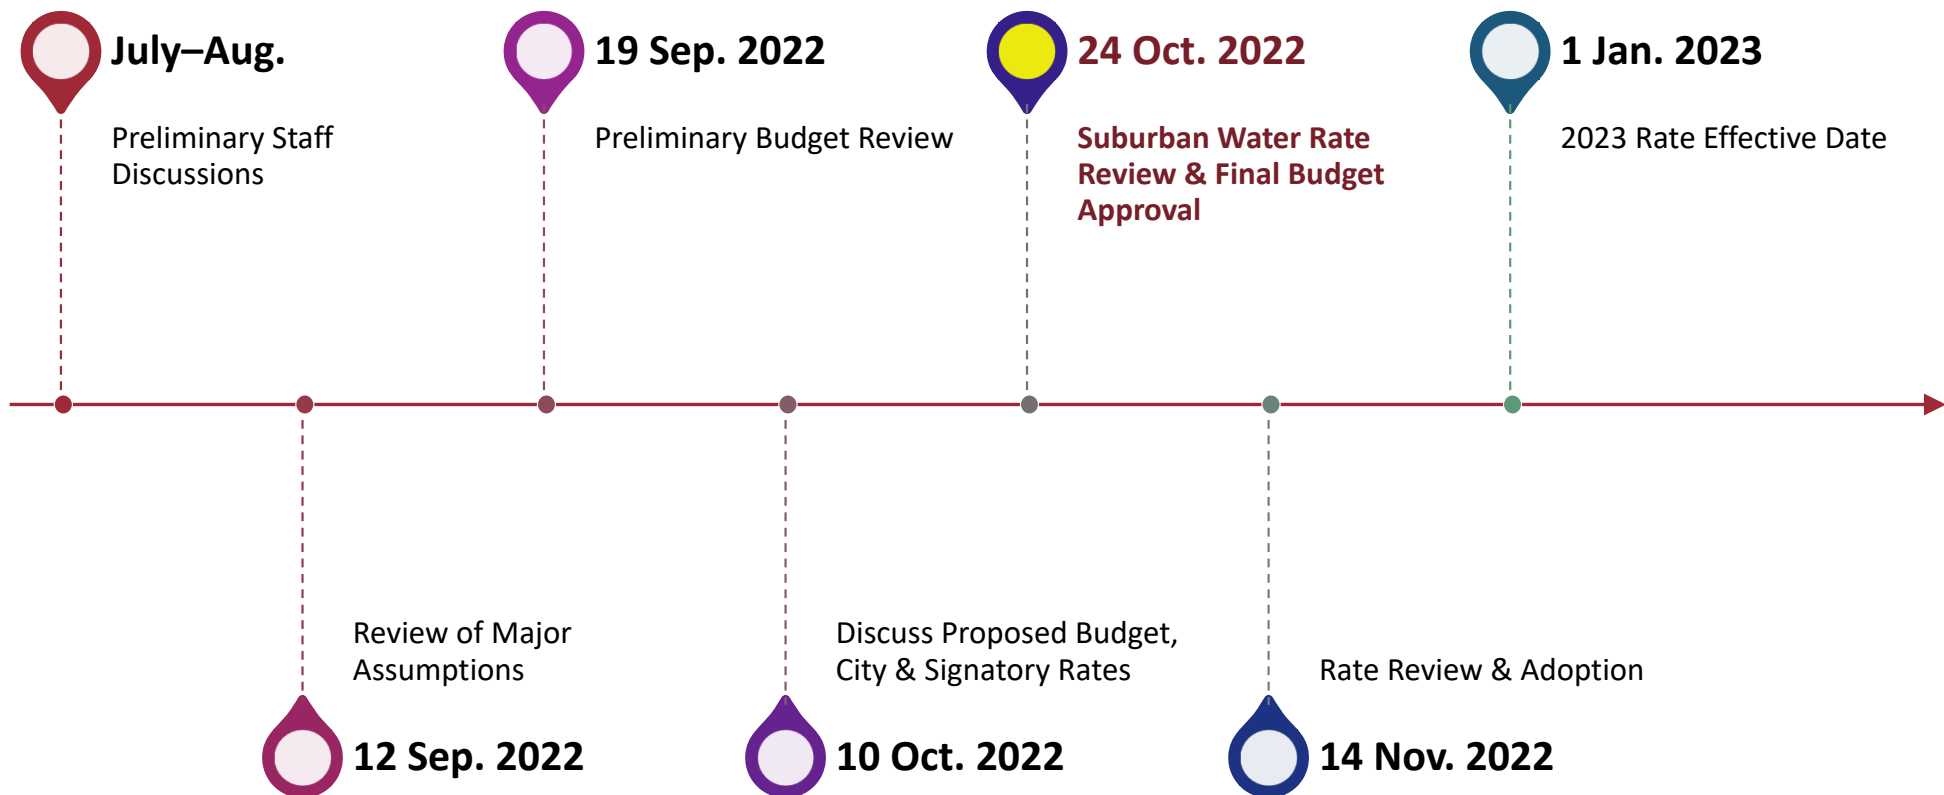 July–Aug.
Preliminary Staff
Discussions
12 Sep. 2022
Review of Major
Assumptions
19 Sep. 2022
Preliminary Budget Review
10 Oct. 2022
Discuss Proposed Budget,
City & Signatory Rates
24 Oct. 2022
Suburban Water Rate
Review & Final Budget
Approval
14 Nov. 2022
Rate Review & Adoption
1 Jan. 2023
2023 Rate Effective Date